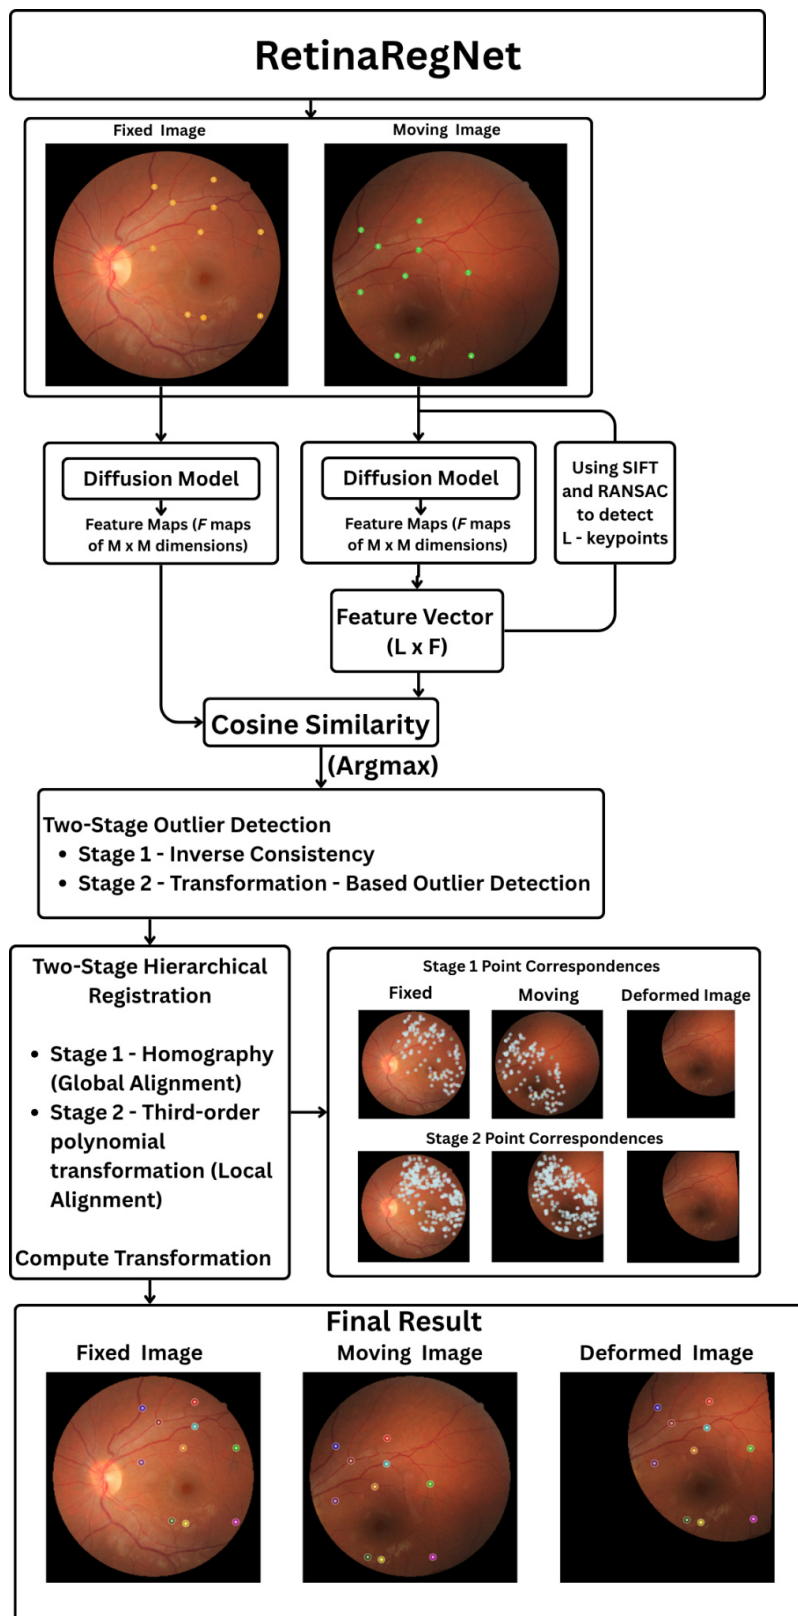 RetinaRegNet
Fixed Image
Moving Image
Diffusion Model
Feature Maps (F maps
of M x M dimensions)
Diffusion Model
Feature Maps (F maps
of M x M dimensions)
Using SIFT
and RANSAC
to detect
L - keypoints
Feature Vector
(L x F)
Cosine Similarity
(Argmax)
Two-Stage Outlier Detection
• Stage 1 - Inverse Consistency
• Stage 2 - Transformation - Based Outlier Detection
Two-Stage Hierarchical
Registration
• Stage 1 - Homography
(Global Alignment)
• Stage 2 - Third-order
polynomial
transformation (Local
Alignment)
Compute Transformation
Stage 1 Point Correspondences
Fixed
Moving
Deformed Image
Stage 2 Point Correspondences
Final Result
Fixed Image
Moving Image
Deformed Image